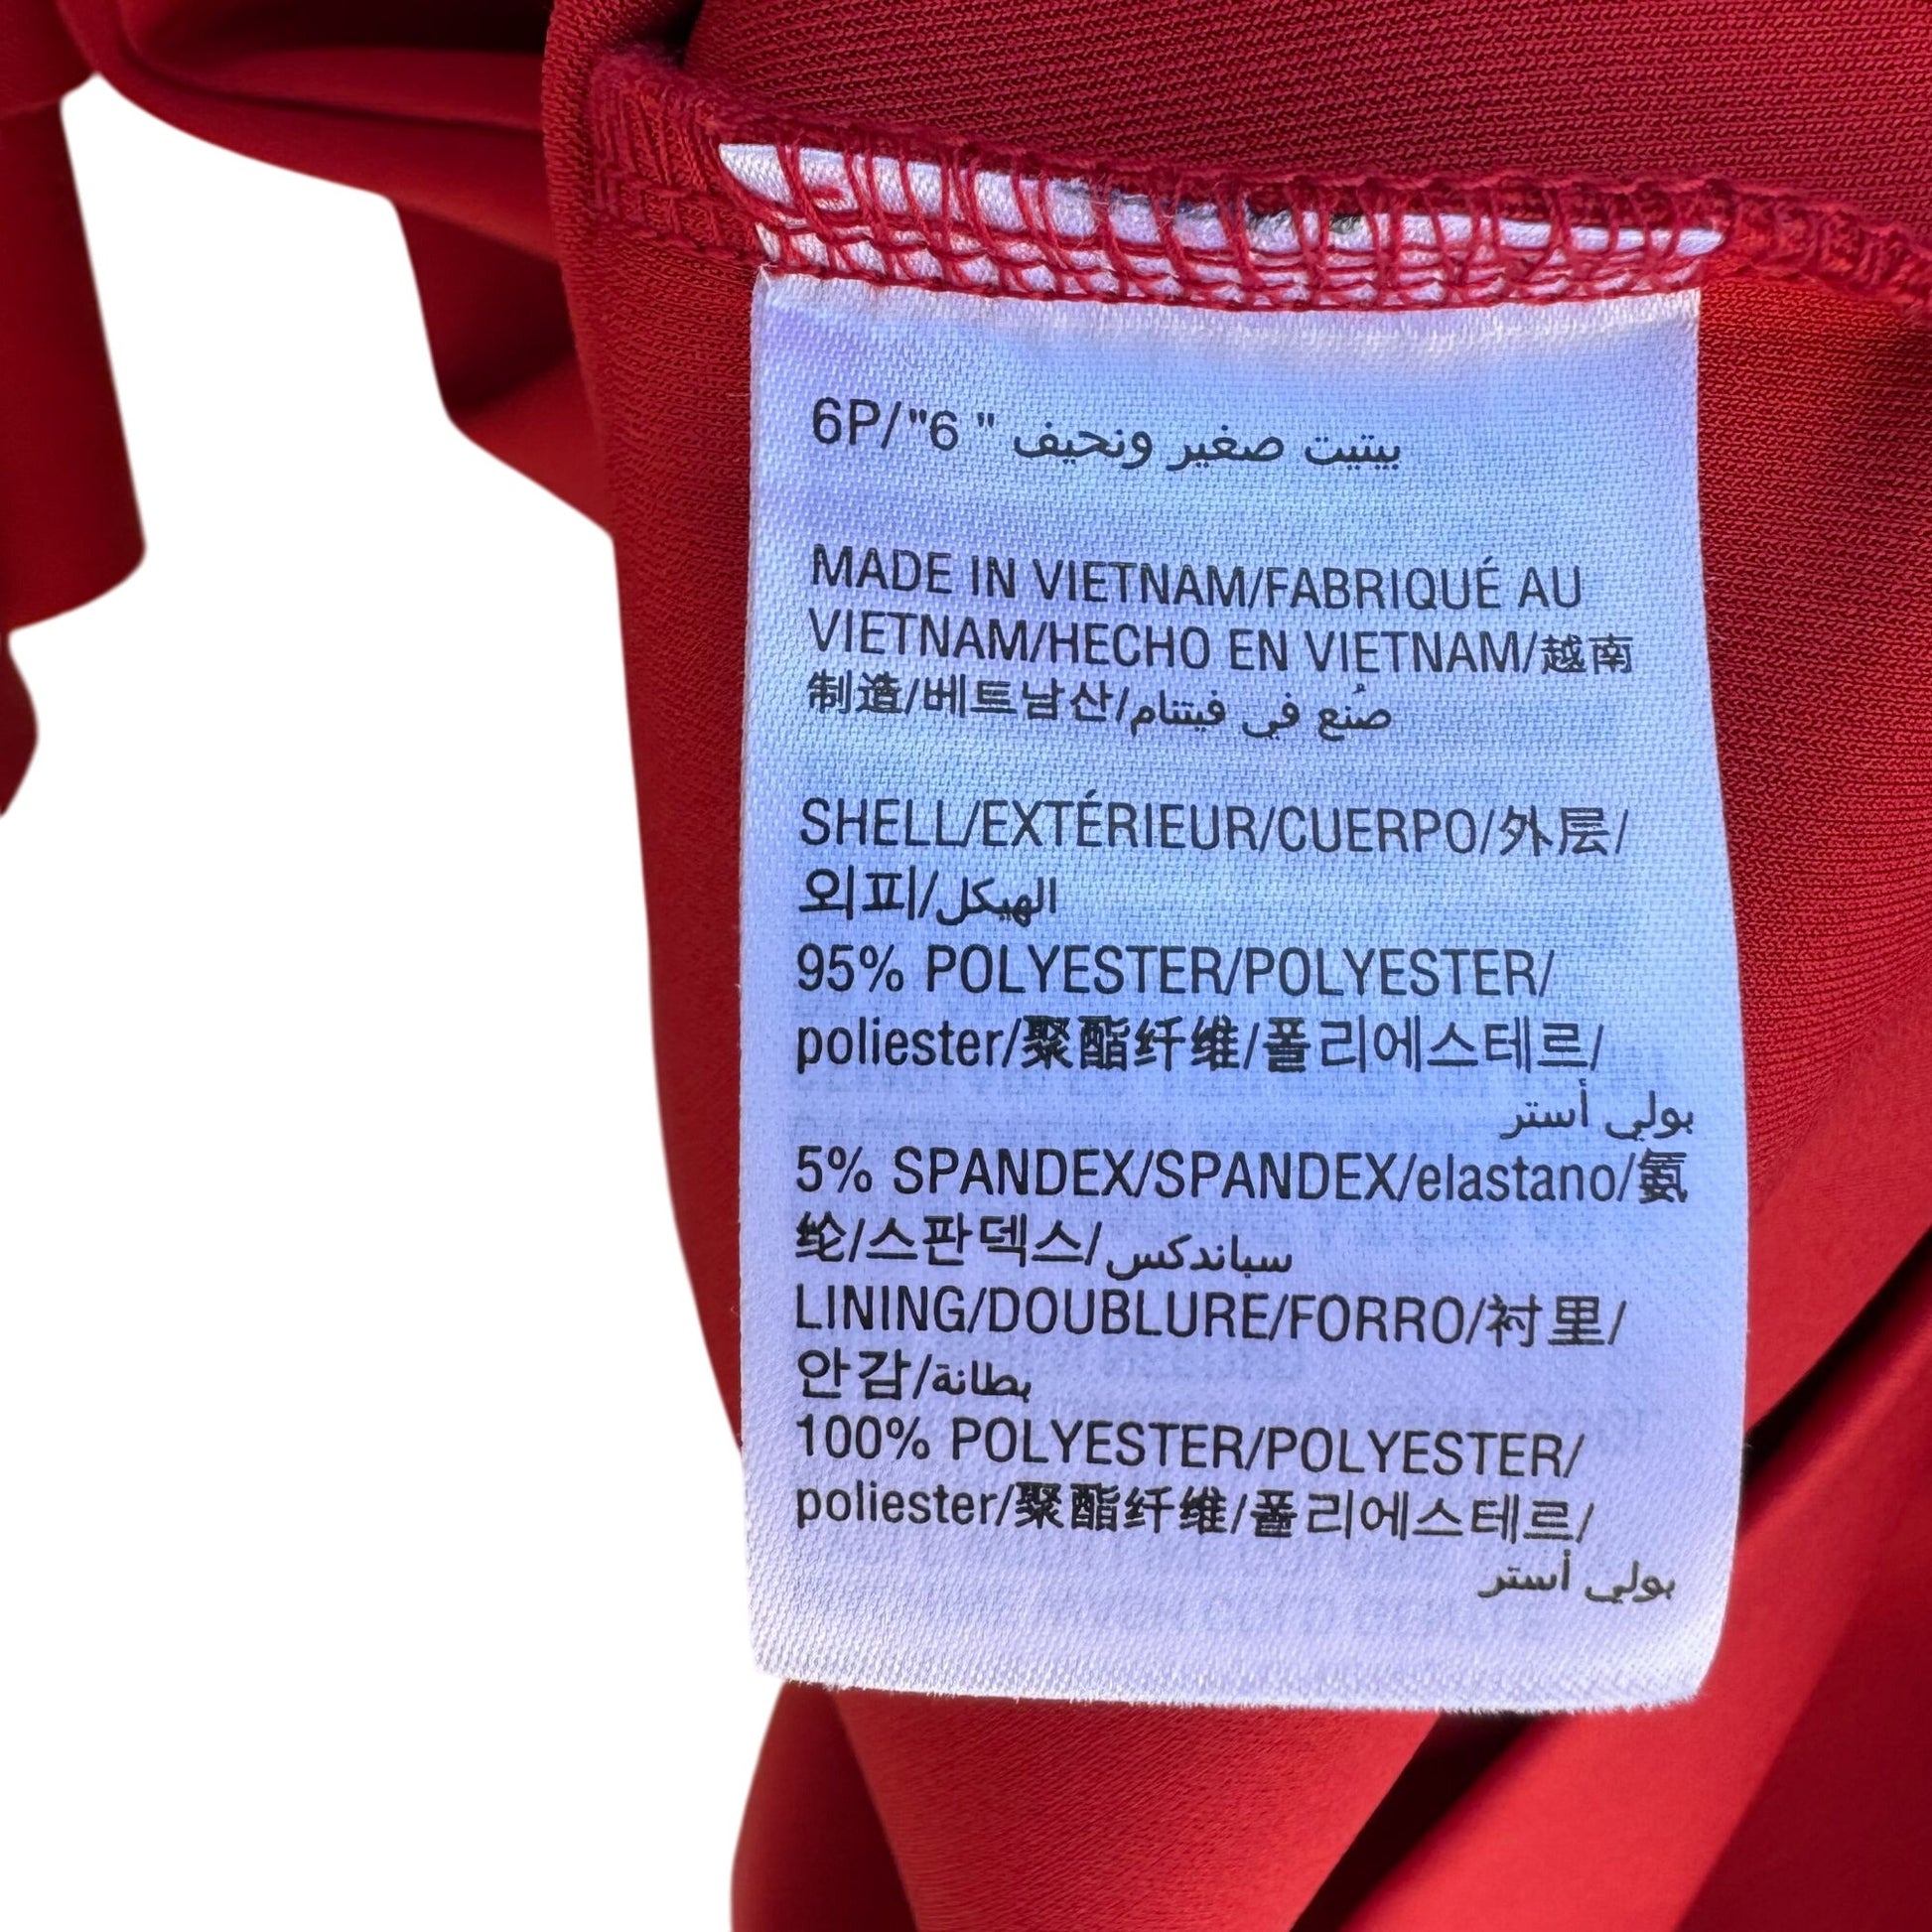 6P/"6 " بيتيت صغير ونحيف
MADE IN VIETNAM/FABRIQUÉ AU
VIETNAM/HECHO EN VIETNAM/越南
制造/베트남산/صُنع في فيتنام
SHELL/EXTÉRIEUR/CUERPO/外层/
외피/الهيكل
95% POLYESTER/POLYESTER/
poliester/聚酯纤维/폴리에스테르/
بولي أستر
5% SPANDEX/SPANDEX/elastano/氨
纶/스판덱스/سباندكس
LINING/DOUBLURE/FORRO/衬里/
안감/بطانة
100% POLYESTER/POLYESTER/
poliester/聚酯纤维/폴리에스테르/
بولي أستر